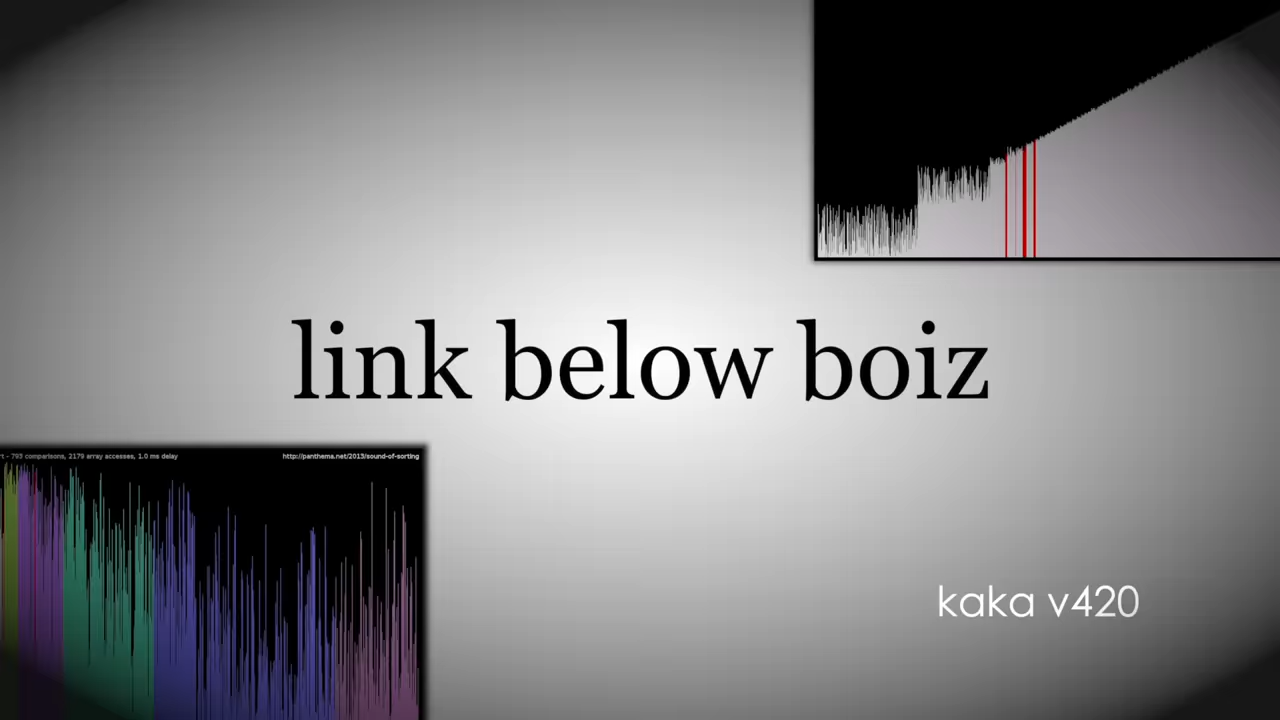 link below boiz
t - 793 comparisons, 2179 array accesses, 1.0 ms delay
http://panthema.net/2013/sound-of-sorting
kaka v420